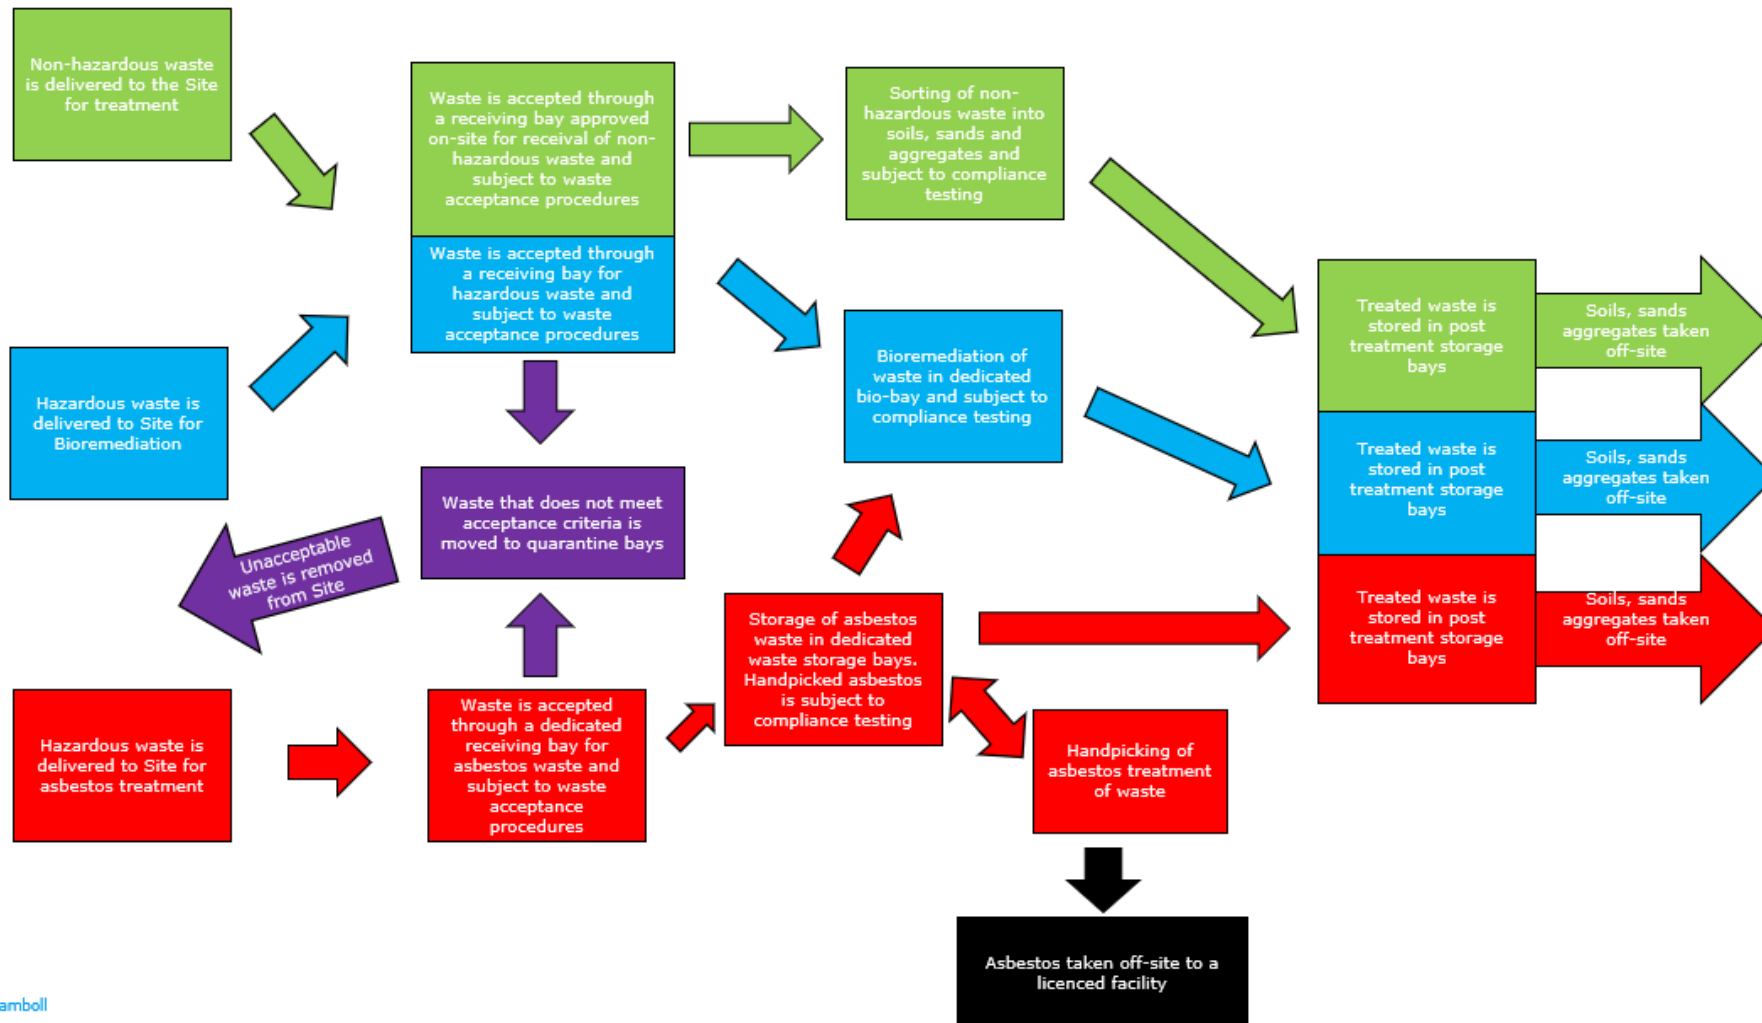 Non-hazardous waste
is delivered to the Site
for treatment
Waste is accepted through
a receiving bay approved
on-site for receival of non-
hazardous waste and
subject to waste
acceptance procedures
Sorting of non-
hazardous waste into
soils, sands and
aggregates and
subject to compliance
testing
Waste is accepted through
a receiving bay for
hazardous waste and
subject to waste
acceptance procedures
Treated waste is
stored in post
treatment storage
bays
Soils, sands
aggregates taken
off-site
Hazardous waste is
delivered to Site for
Bioremediation
Bioremediation of
waste in dedicated
bio-bay and subject to
compliance testing
Treated waste is
stored in post
treatment storage
bays
Soils, sands
aggregates taken
off-site
Waste that does not meet
acceptance criteria is
moved to quarantine bays
Unacceptable
waste is removed
from Site
Storage of asbestos
waste in dedicated
waste storage bays.
Handpicked asbestos
is subject to
compliance testing
Treated waste is
stored in post
treatment storage
bays
Soils, sands
aggregates taken
off-site
Hazardous waste is
delivered to Site for
asbestos treatment
Waste is accepted
through a dedicated
receiving bay for
asbestos waste and
subject to waste
acceptance
procedures
Handpicking of
asbestos treatment
of waste
Asbestos taken off-site to a
licenced facility
amboll